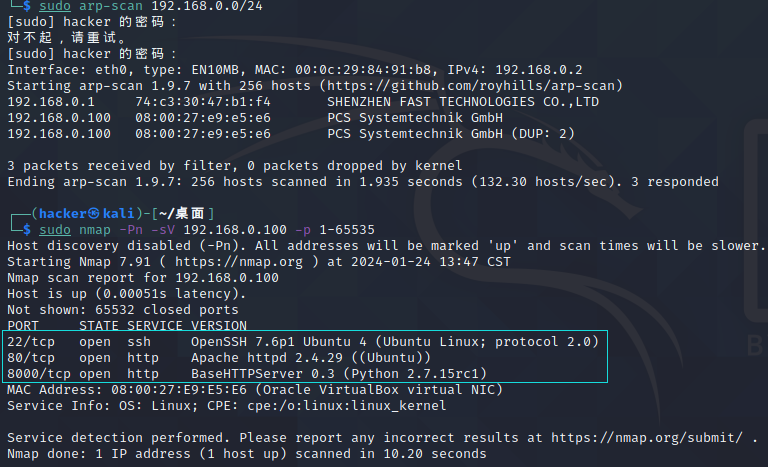 └─$ sudo arp-scan 192.168.0.0/24
[sudo] hacker 的密码：
对不起，请重试。
[sudo] hacker 的密码：
Interface: eth0, type: EN10MB, MAC: 00:0c:29:84:91:b8, IPv4: 192.168.0.2
Starting arp-scan 1.9.7 with 256 hosts (https://github.com/royhills/arp-scan)
192.168.0.1     74:c3:30:47:b1:f4       SHENZHEN FAST TECHNOLOGIES CO.,LTD
192.168.0.100   08:00:27:e9:e5:e6       PCS Systemtechnik GmbH
192.168.0.100   08:00:27:e9:e5:e6       PCS Systemtechnik GmbH (DUP: 2)
3 packets received by filter, 0 packets dropped by kernel
Ending arp-scan 1.9.7: 256 hosts scanned in 1.935 seconds (132.30 hosts/sec). 3 responded
┌──(hacker㉿kali)-[~/桌面]
└─$ sudo nmap -Pn -sV 192.168.0.100 -p 1-65535
Host discovery disabled (-Pn). All addresses will be marked 'up' and scan times will be slower.
Starting Nmap 7.91 ( https://nmap.org ) at 2024-01-24 13:47 CST
Nmap scan report for 192.168.0.100
Host is up (0.00051s latency).
Not shown: 65532 closed ports
PORT     STATE SERVICE VERSION
22/tcp   open  ssh     OpenSSH 7.6p1 Ubuntu 4 (Ubuntu Linux; protocol 2.0)
80/tcp   open  http    Apache httpd 2.4.29 ((Ubuntu))
8000/tcp open  http    BaseHTTPServer 0.3 (Python 2.7.15rc1)
MAC Address: 08:00:27:E9:E5:E6 (Oracle VirtualBox virtual NIC)
Service Info: OS: Linux; CPE: cpe:/o:linux:linux_kernel
Service detection performed. Please report any incorrect results at https://nmap.org/submit/ .
Nmap done: 1 IP address (1 host up) scanned in 10.20 seconds